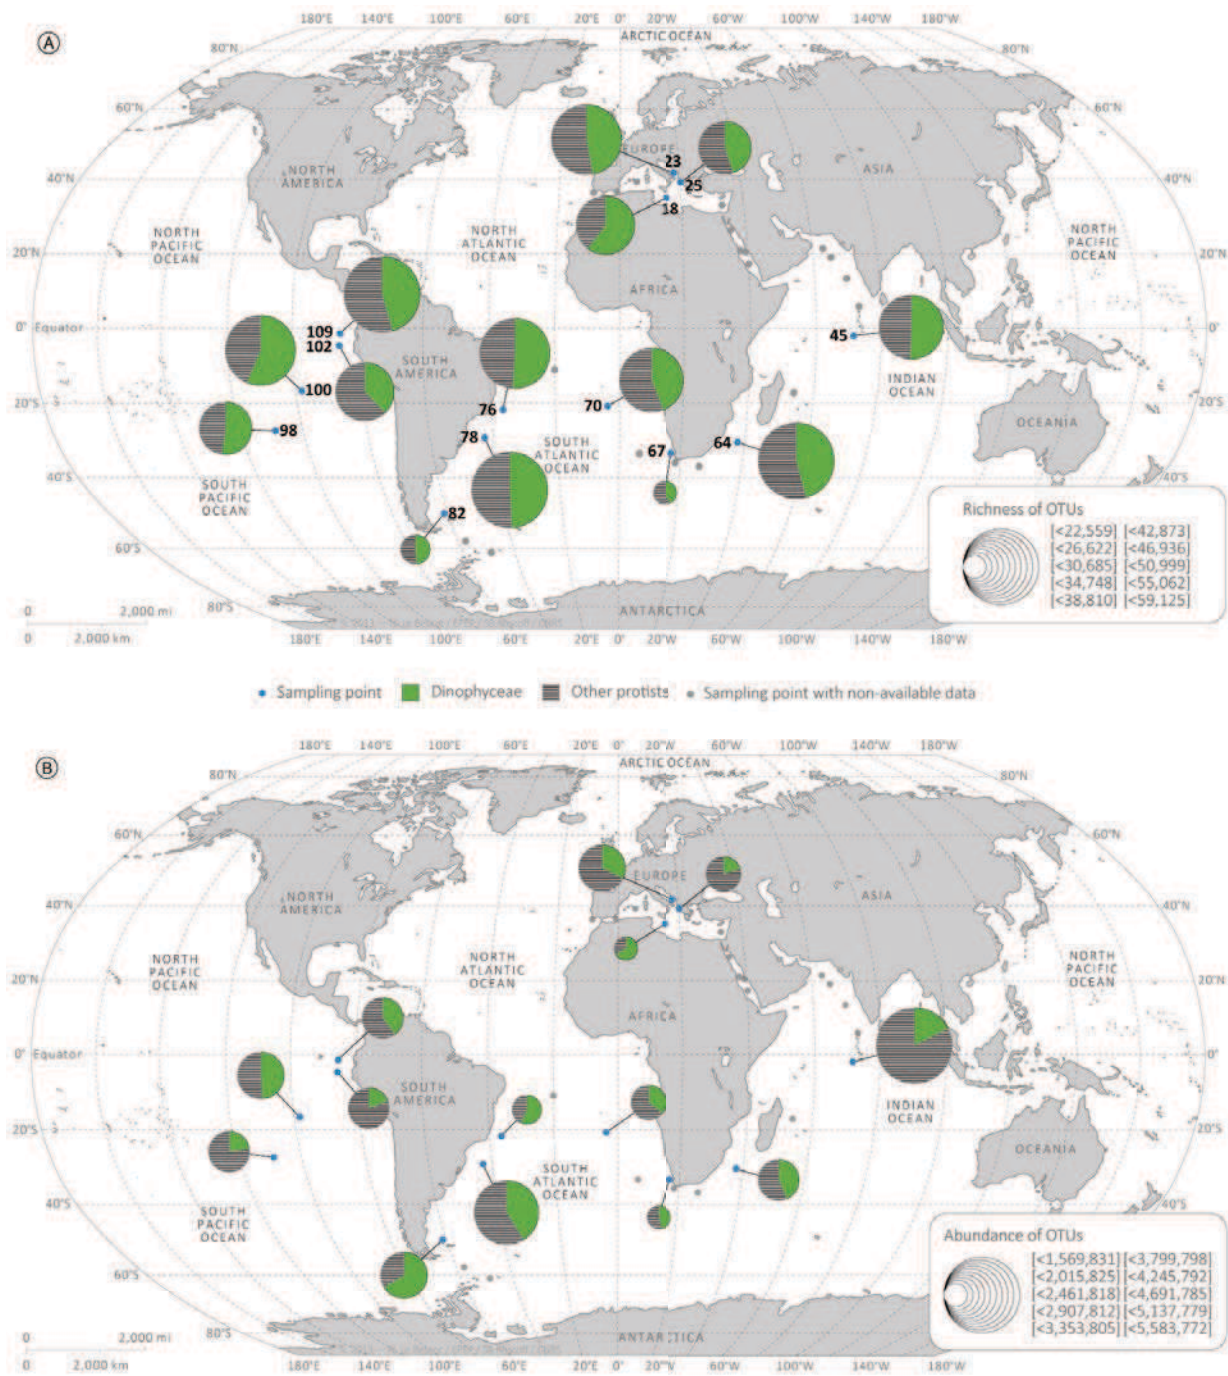 180°E 140°E 100°E 60°E 20°E 0° 20°W 60°W 100°W 140°W 180°W
A
ARCTIC OCEAN
80°N 80°N
60°N 60°N
EUROPE
23
NORTH
AMERICA
ASIA
40°N 40°N
25
18
NORTH
PACIFIC
OCEAN
NORTH
ATLANTIC
OCEAN
NORTH
PACIFIC
OCEAN
20°N 20°N
AFRICA
0° Equator 0°
109
102
45
SOUTH
AMERICA
INDIAN
OCEAN
100
76
70
20°S 20°S
OCEANIA
98
78
SOUTH
ATLANTIC
OCEAN
67
64
40°S 40°S
SOUTH
PACIFIC
OCEAN
82
60°S
Richness of OTUs
[<22,559] [<42,873]
[<26,622] [<46,936]
[<30,685] [<50,999]
[<34,748] [<55,062]
[<38,810] [<59,125]
80°S
ANTARCTICA
0 2,000 mi
0 2,000 km
180°E 140°E 100°E 60°E 20°E 0° 20°W 60°W 100°W 140°W 180°W
Sampling point Dinophyceae Other protists Sampling point with non-available data
180°E 140°E 100°E 60°E 20°E 0° 20°W 60°W 100°W 140°W 180°W
B
ARCTIC OCEAN
80°N 80°N
60°N 60°N
EUROPE
NORTH
AMERICA
ASIA
40°N 40°N
NORTH
PACIFIC
OCEAN
NORTH
ATLANTIC
OCEAN
NORTH
PACIFIC
OCEAN
20°N 20°N
AFRICA
0° Equator 0°
SOUTH
AMERICA
INDIAN
OCEAN
20°S 20°S
OCEANIA
SOUTH
ATLANTIC
OCEAN
40°S 40°S
SOUTH
PACIFIC
OCEAN
60°S
Abundance of OTUs
[<1,569,831] [<3,799,798]
[<2,015,825] [<4,245,792]
[<2,461,818] [<4,691,785]
[<2,907,812] [<5,137,779]
[<3,353,805] [<5,583,772]
80°S
ANTARCTICA
0 2,000 mi
0 2,000 km
180°E 140°E 100°E 60°E 20°E 0° 20°W 60°W 100°W 140°W 180°W